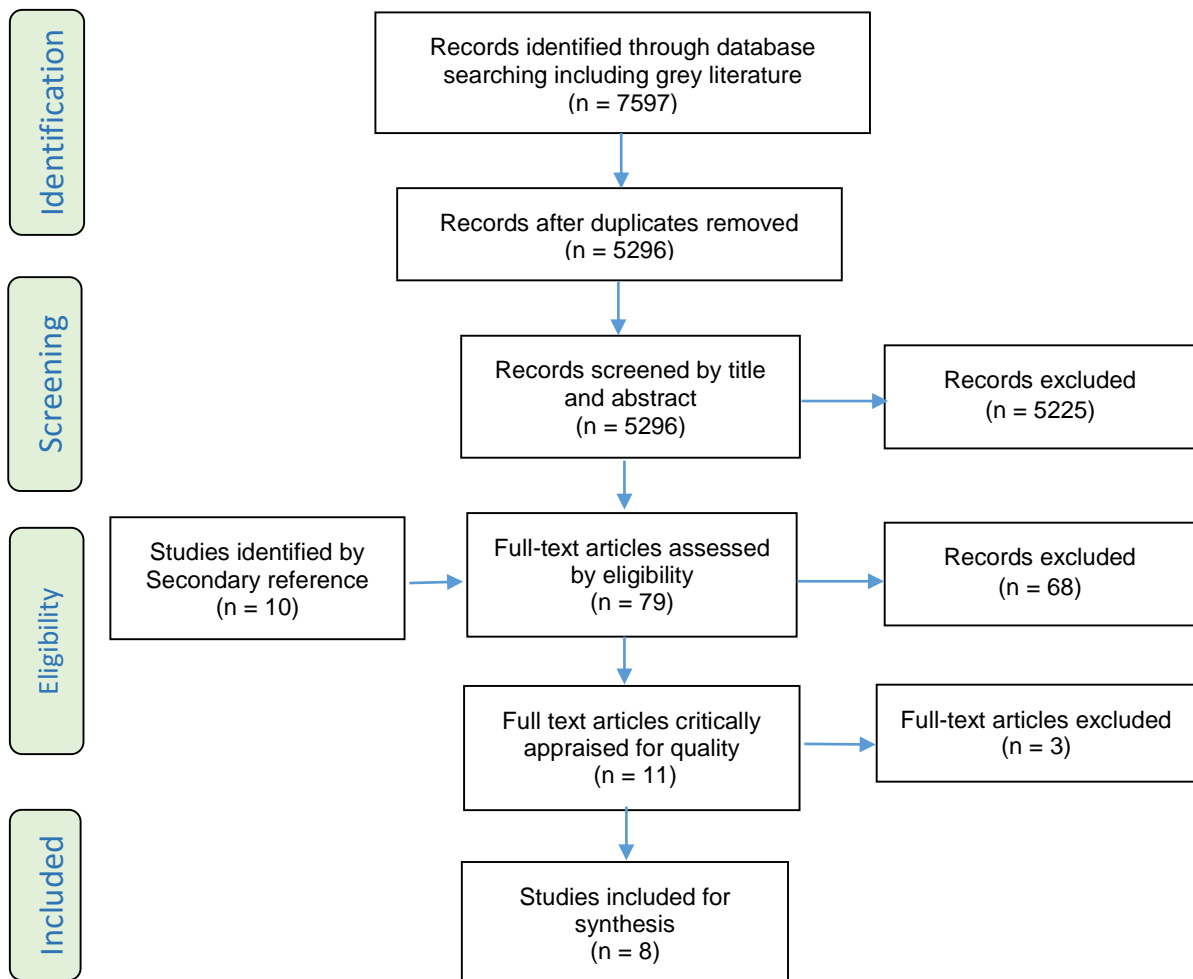 Identification
Records identified through database
searching including grey literature
(n = 7597)
Records after duplicates removed
(n = 5296)
Screening
Records screened by title
and abstract
(n = 5296)
Records excluded
(n = 5225)
Eligibility
Studies identified by
Secondary reference
(n = 10)
Full-text articles assessed
by eligibility
(n = 79)
Records excluded
(n = 68)
Full text articles critically
appraised for quality
(n = 11)
Full-text articles excluded
(n = 3)
Included
Studies included for
synthesis
(n = 8)